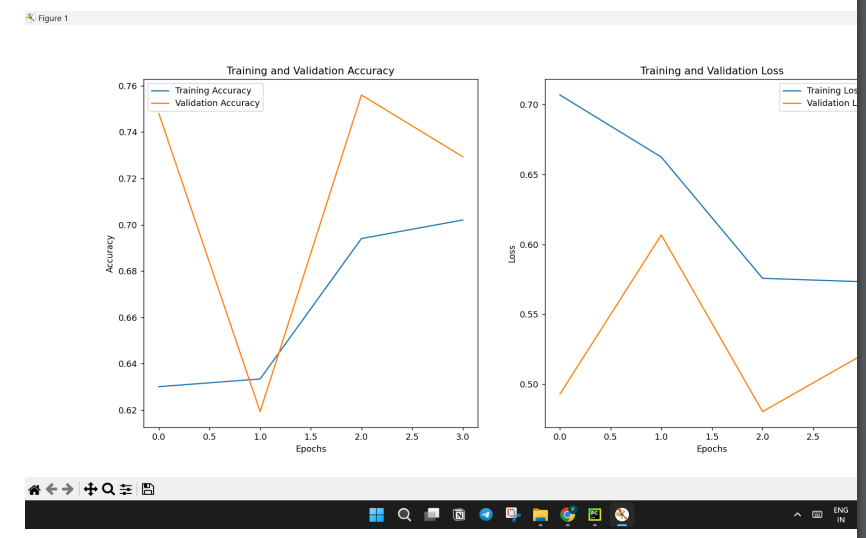 Figure 1
Training and Validation Accuracy
Training Accuracy
Validation Accuracy
0.76
0.74
0.72
0.70
0.68
0.66
0.64
0.62
Accuracy
0.0 0.5 1.0 1.5 2.0 2.5 3.0
Epochs
Training and Validation Loss
Training Los
Validation L
0.70
0.65
0.60
0.55
0.50
Loss
0.0 0.5 1.0 1.5 2.0 2.5
Epochs
ENG
IN